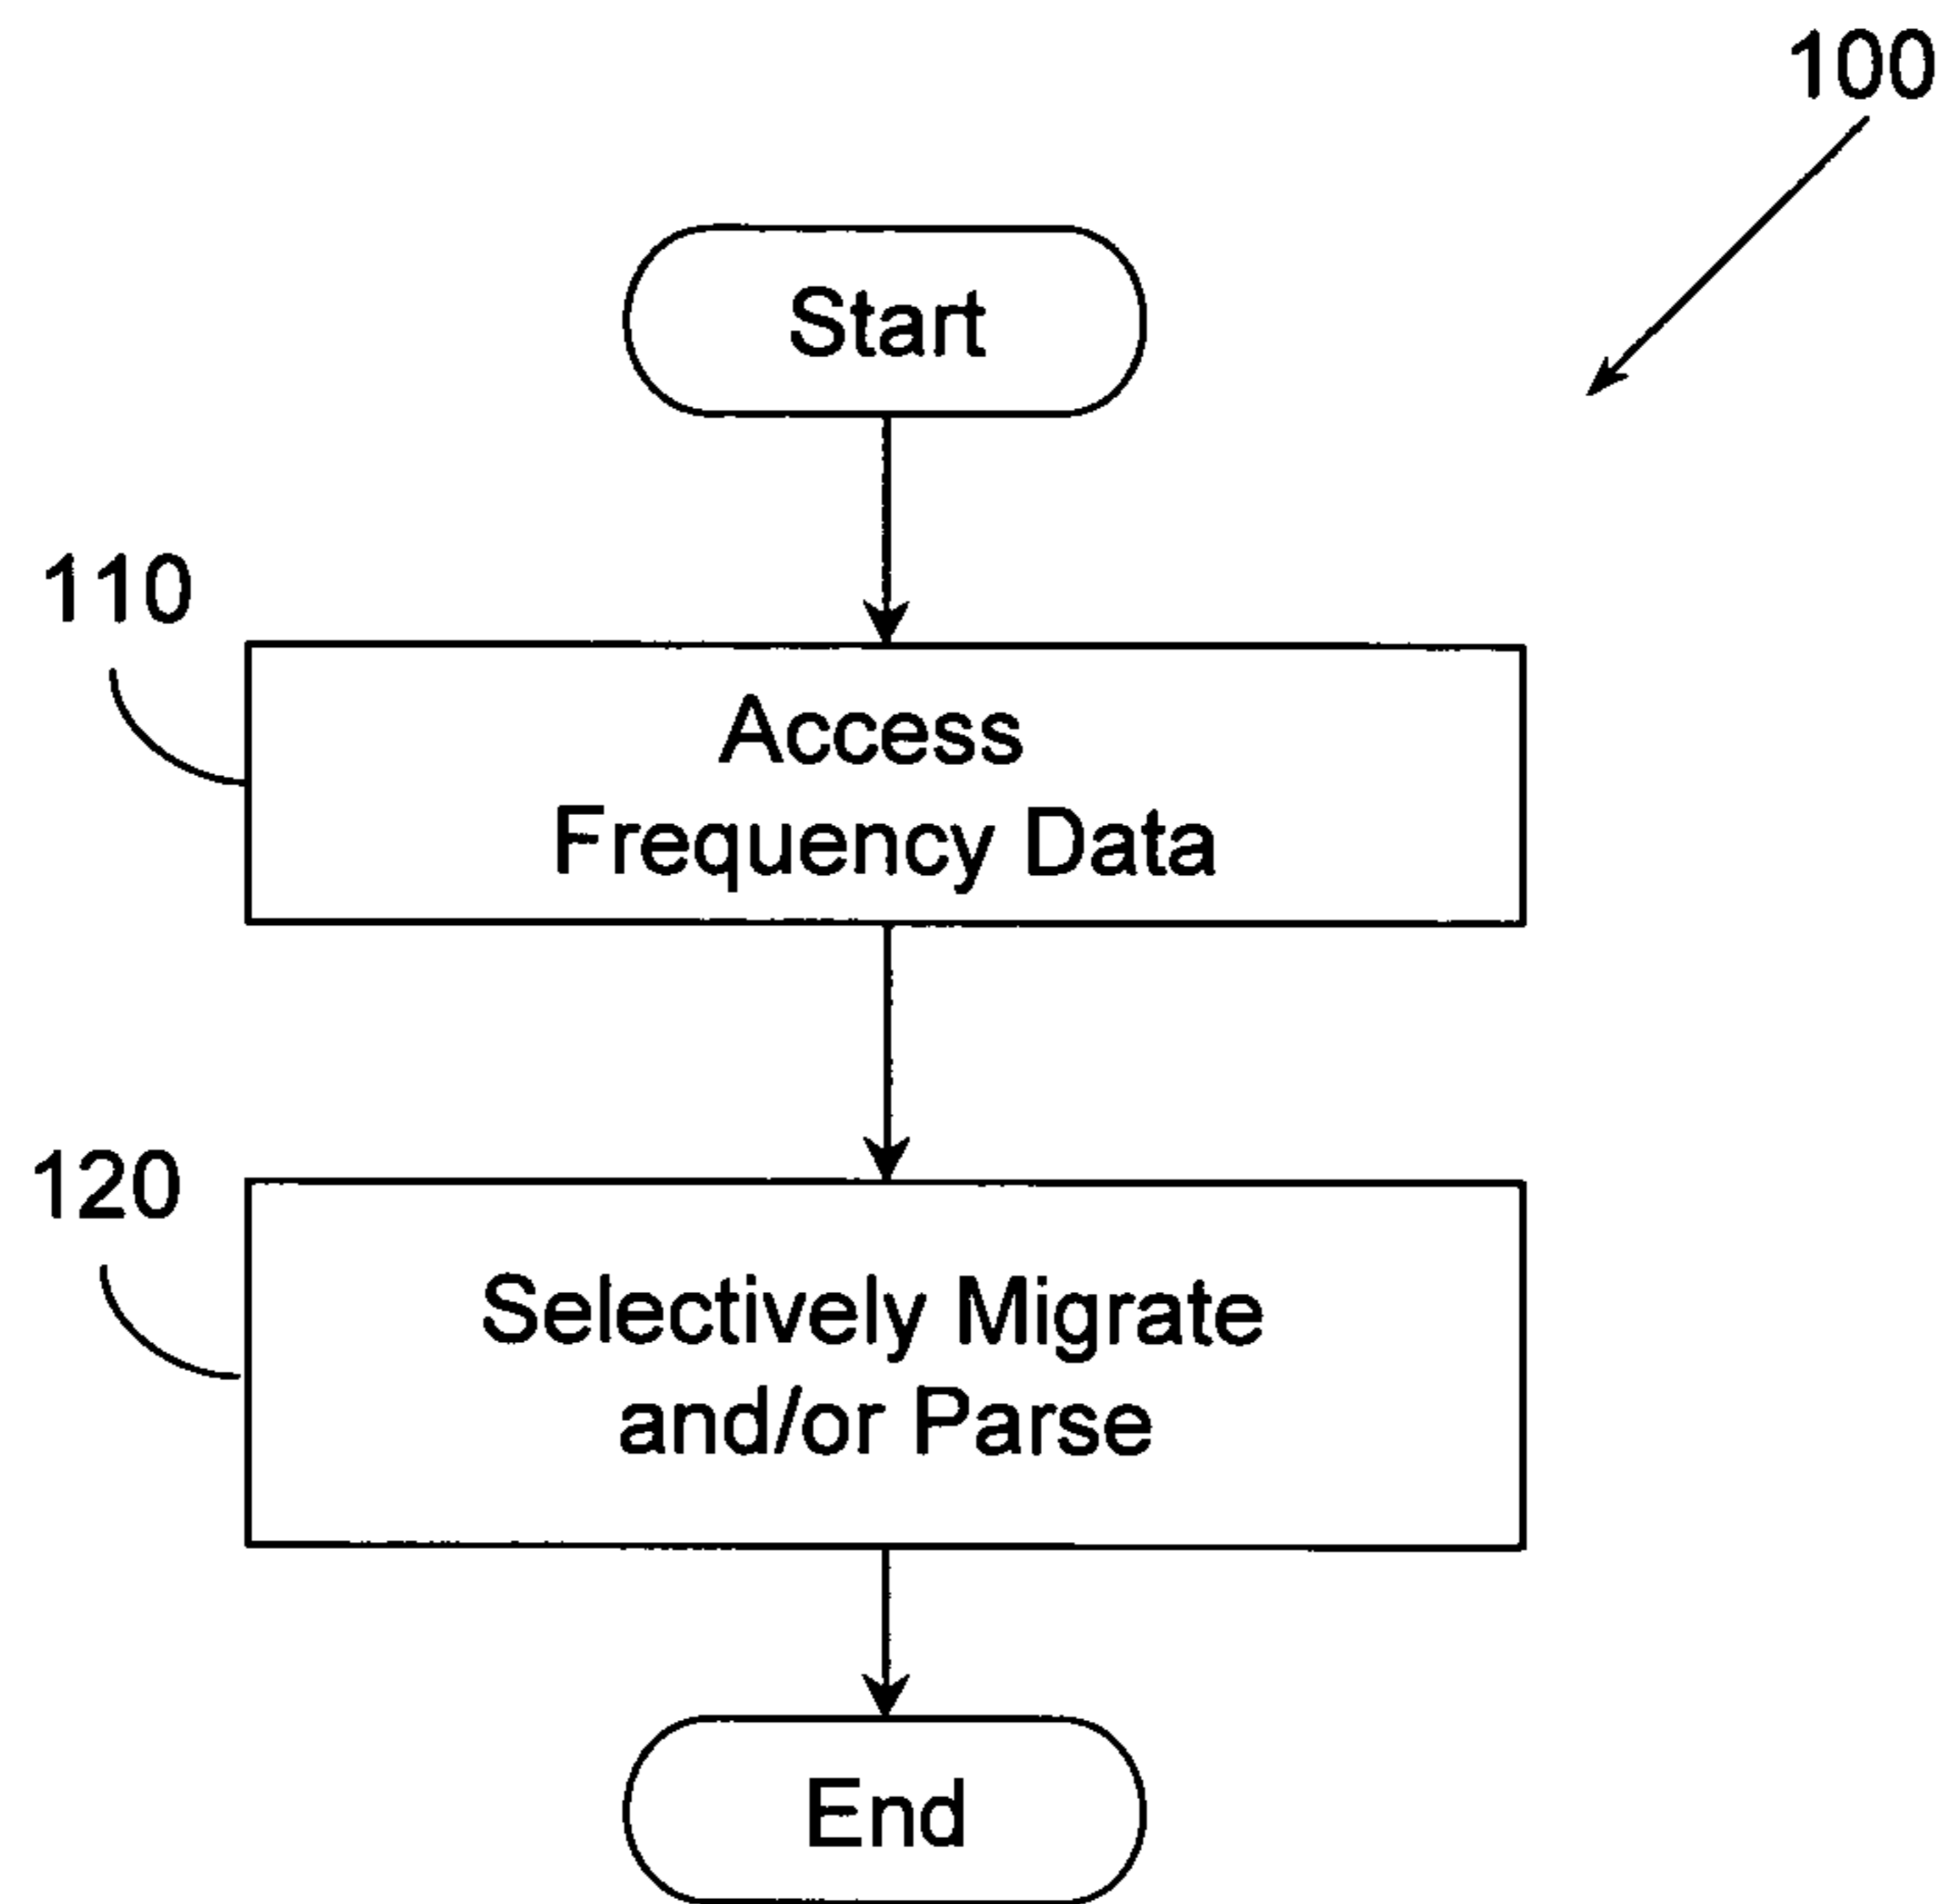 100
Start
110
Access
Frequency Data
120
Selectively Migrate
and/or Parse
End